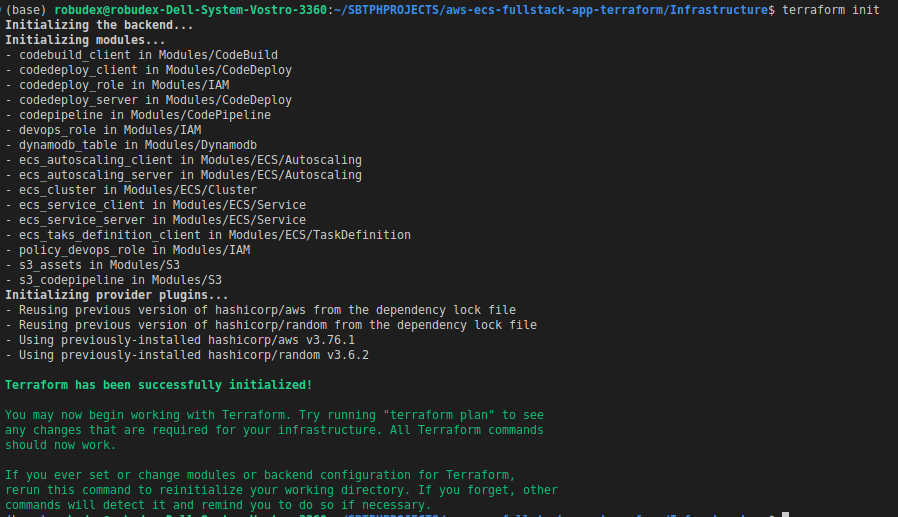 (base) robudex@robudex-Dell-System-Vostro-3360:~/SBTPHPROJECTS/aws-ecs-fullstack-app-terraform/Infrastructure$ terraform init
Initializing the backend...
Initializing modules...
- codebuild_client in Modules/CodeBuild
- codedeploy_client in Modules/CodeDeploy
- codedeploy_role in Modules/IAM
- codedeploy_server in Modules/CodeDeploy
- codepipeline in Modules/CodePipeline
- devops_role in Modules/IAM
- dynamodb_table in Modules/Dynamodb
- ecs_autoscaling_client in Modules/ECS/Autoscaling
- ecs_autoscaling_server in Modules/ECS/Autoscaling
- ecs_cluster in Modules/ECS/Cluster
- ecs_service_client in Modules/ECS/Service
- ecs_service_server in Modules/ECS/Service
- ecs_taks_definition_client in Modules/ECS/TaskDefinition
- policy_devops_role in Modules/IAM
- s3_assets in Modules/S3
- s3_codepipeline in Modules/S3
Initializing provider plugins...
- Reusing previous version of hashicorp/aws from the dependency lock file
- Reusing previous version of hashicorp/random from the dependency lock file
- Using previously-installed hashicorp/aws v3.76.1
- Using previously-installed hashicorp/random v3.6.2
Terraform has been successfully initialized!
You may now begin working with Terraform. Try running "terraform plan" to see
any changes that are required for your infrastructure. All Terraform commands
should now work.
If you ever set or change modules or backend configuration for Terraform,
rerun this command to reinitialize your working directory. If you forget, other
commands will detect it and remind you to do so if necessary.